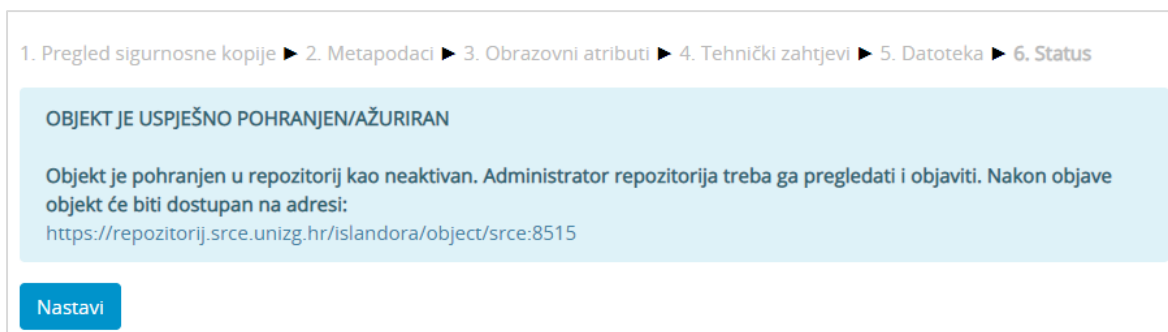 1. Pregled sigurnosne kopije ► 2. Metapodaci ► 3. Obrazovni atributi ► 4. Tehnički zahtjevi ► 5. Datoteka ► 6. Status
OBJEKT JE USPJEŠNO POHRANJEN/AŽURIRAN
Objekt je pohranjen u repozitorij kao neaktivan. Administrator repozitorija treba ga pregledati i objaviti. Nakon objave
objekt će biti dostupan na adresi:
https://repozitorij.srce.unizg.hr/islandora/object/srce:8515
Nastavi